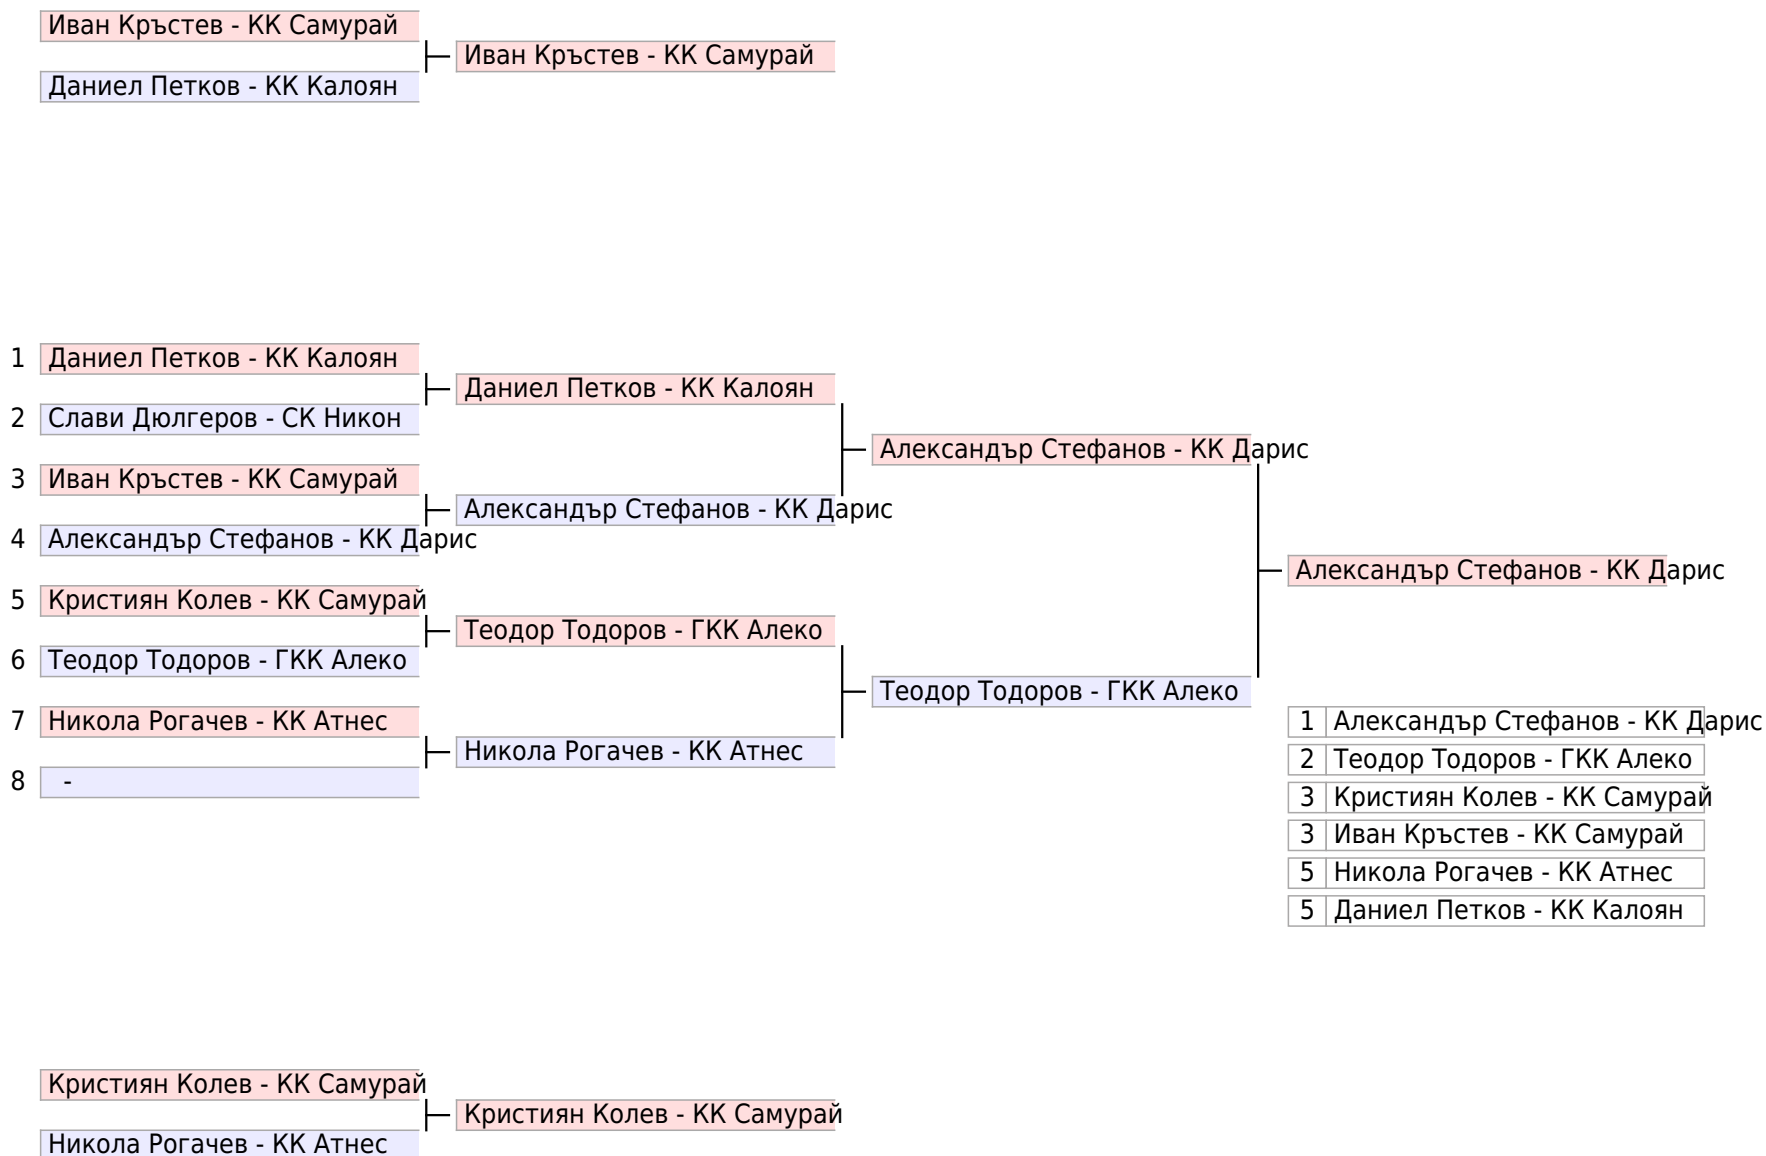 Иван Кръстев - КК Самурай
Иван Кръстев - КК Самурай
Даниел Петков - КК Калоян
1 Даниел Петков - КК Калоян
Даниел Петков - КК Калоян
2 Слави Дюлгеров - СК Никон
Александър Стефанов - КК Дарис
3 Иван Кръстев - КК Самурай
Александър Стефанов - КК Дарис
4 Александър Стефанов - КК Дарис
Александър Стефанов - КК Дарис
5 Кристиян Колев - КК Самурай
Теодор Тодоров - ГКК Алеко
6 Теодор Тодоров - ГКК Алеко
Теодор Тодоров - ГКК Алеко
7 Никола Рогачев - КК Атнес
Никола Рогачев - КК Атнес
8 -
1 Александър Стефанов - КК Дарис
2 Теодор Тодоров - ГКК Алеко
3 Кристиян Колев - КК Самурай
3 Иван Кръстев - КК Самурай
5 Никола Рогачев - КК Атнес
5 Даниел Петков - КК Калоян
Кристиян Колев - КК Самурай
Кристиян Колев - КК Самурай
Никола Рогачев - КК Атнес